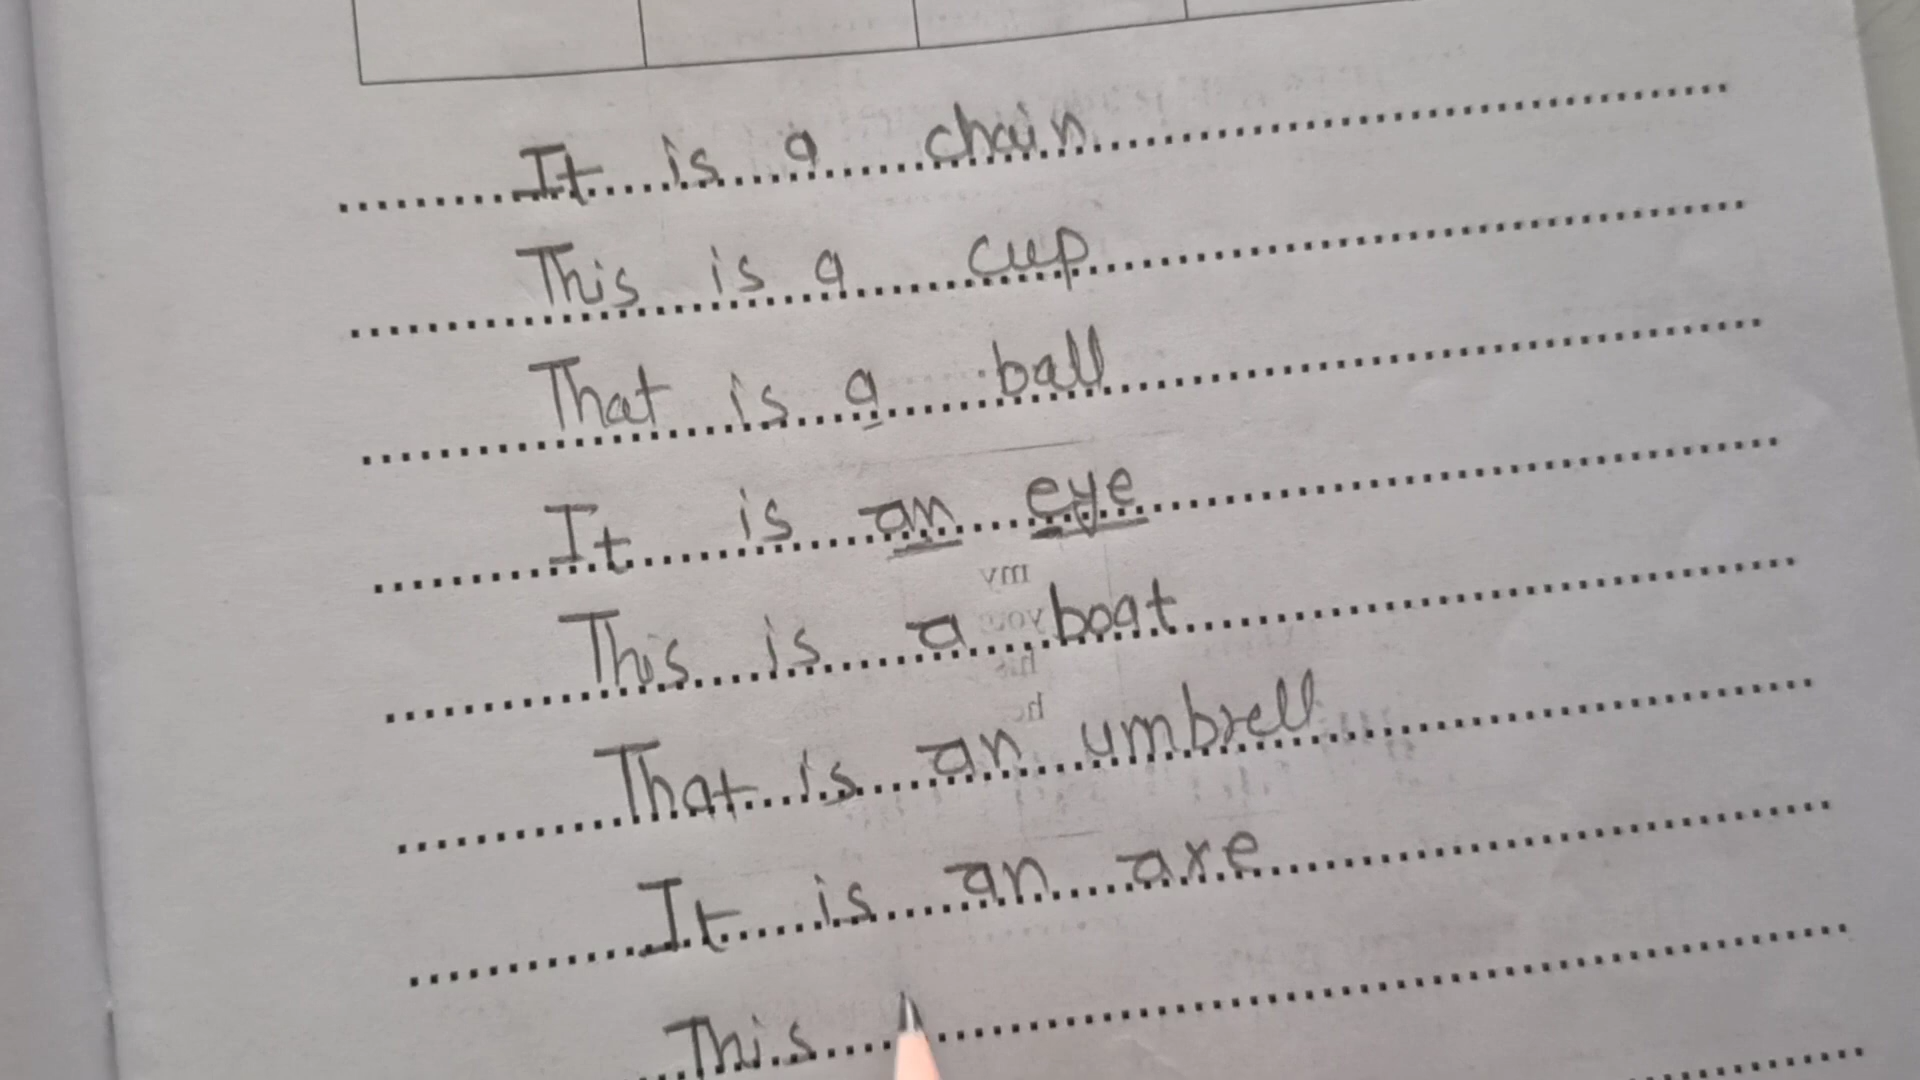 It is a chain
This is a cup
That is a ball
It is an eye
This is a boat
That is an umbrell
It is an axe
This